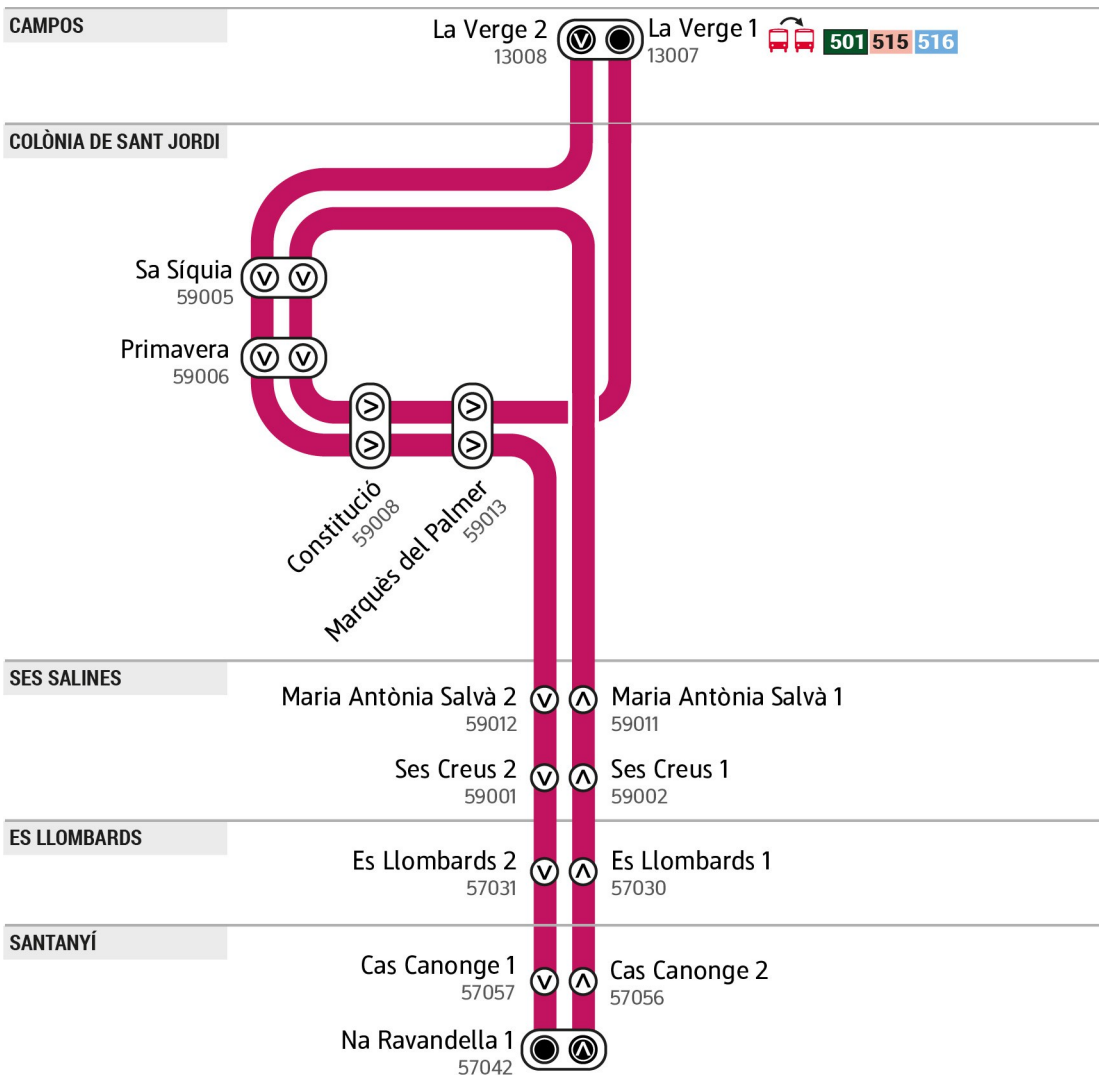 CAMPOS
La Verge 2
13008
La Verge 1
13007
501 515 516
COLÒNIA DE SANT JORDI
Sa Síquia
59005
Primavera
59006
Constitució
59008
Marquès del Palmer
59013
SES SALINES
Maria Antònia Salvà 2
59012
Maria Antònia Salvà 1
59011
Ses Creus 2
59001
Ses Creus 1
59002
ES LLOMBARDS
Es Llombards 2
57031
Es Llombards 1
57030
SANTANYÍ
Cas Canonge 1
57057
Cas Canonge 2
57056
Na Ravandella 1
57042